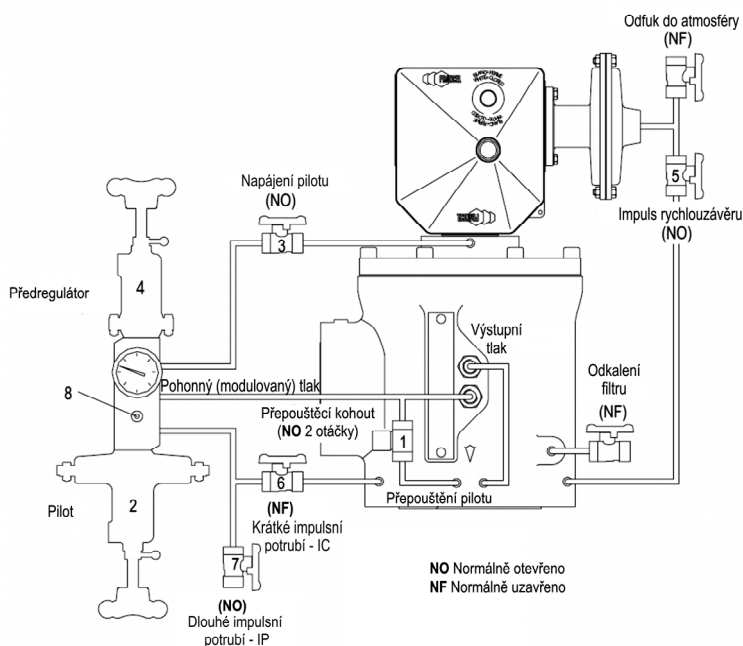 Odfuk do atmosféry
(NF)
Napájení pilotu
(NO)
3
5
Impuls rychlouzávěru
(NO)
Předregulátor
4
Výstupní
tlak
Odkalení
filtru
(NF)
8
Pohonný (modulovaný) tlak
Přepouštěcí kohout
(NO 2 otáčky)
1
2
Pilot
6
(NF)
Krátké impulsní
potrubí - IC
Přepouštění pilotu
7
(NO)
Dlouhé impulsní
potrubí - IP
NO Normálně otevřeno
NF Normálně uzavřeno